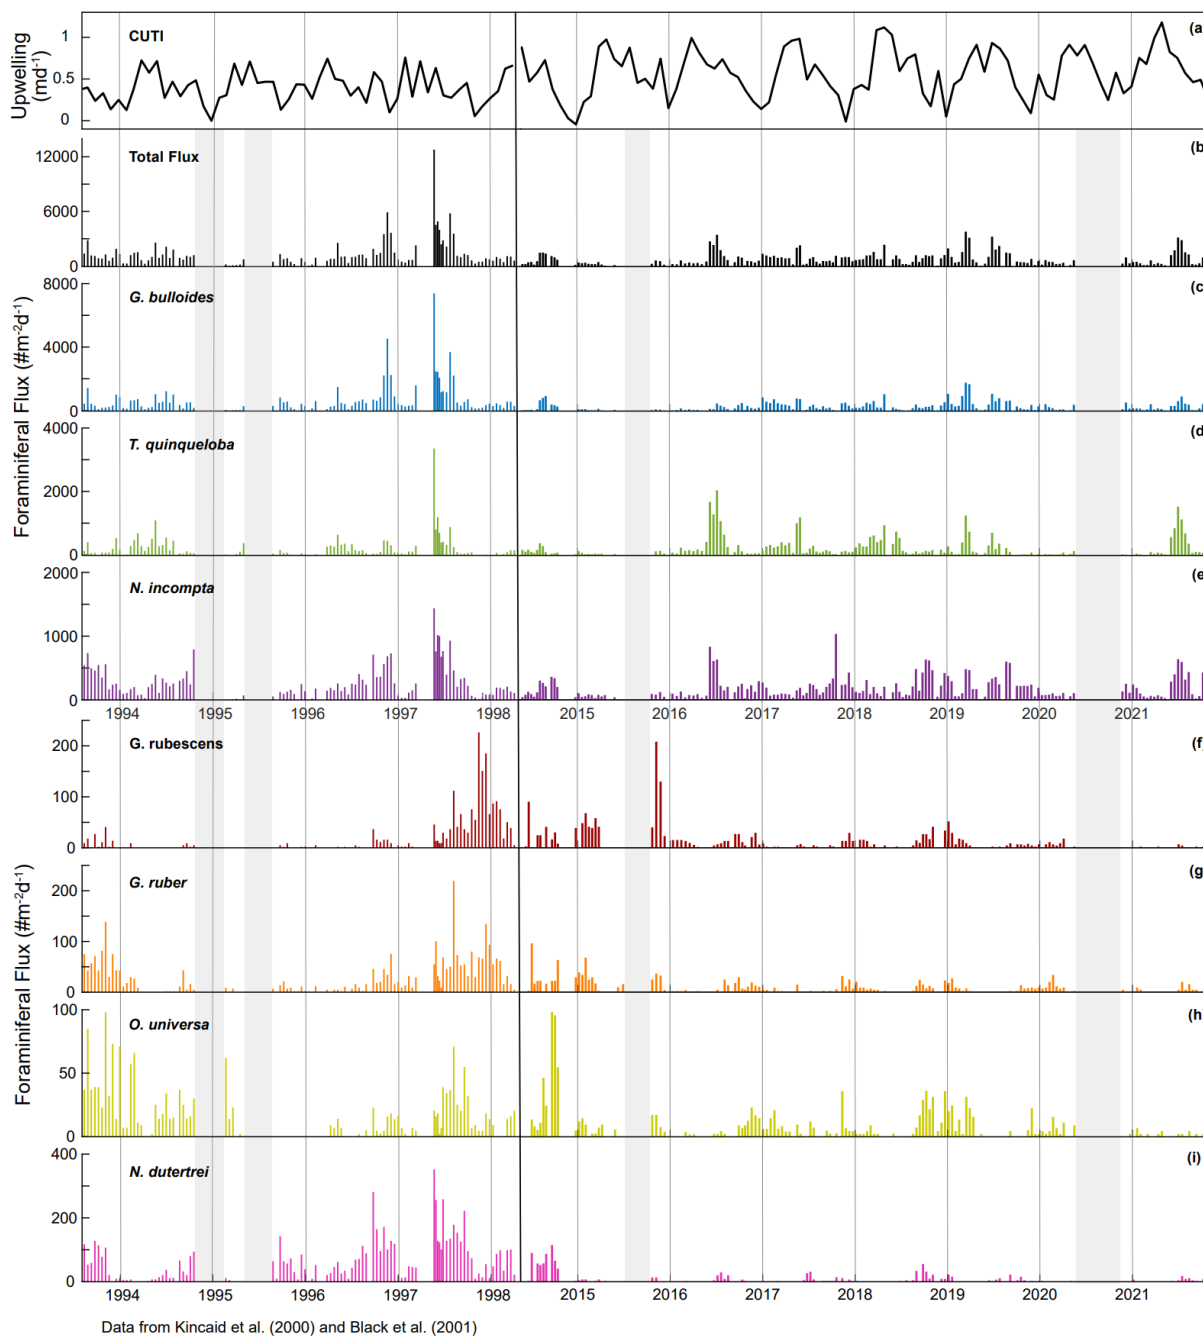 CUTI
(a
Upwelling
(md-1)
1
0.5
0
Total Flux
(b)
12000
6000
0
G. bulloides
(c)
8000
4000
0
Foraminiferal Flux (#m-2d-1)
T. quinqueloba
(d)
4000
2000
0
N. incompta
(e
2000
1000
0
1994 1995 1996 1997 1998 2015 2016 2017 2018 2019 2020 2021
G. rubescens
(f)
200
100
0
G. ruber
(g
200
100
0
Foraminiferal Flux (#m-2d-1)
O. universa
(h)
100
50
0
N. dutertrei
(i)
400
200
0
1994 1995 1996 1997 1998 2015 2016 2017 2018 2019 2020 2021
Data from Kincaid et al. (2000) and Black et al. (2001)